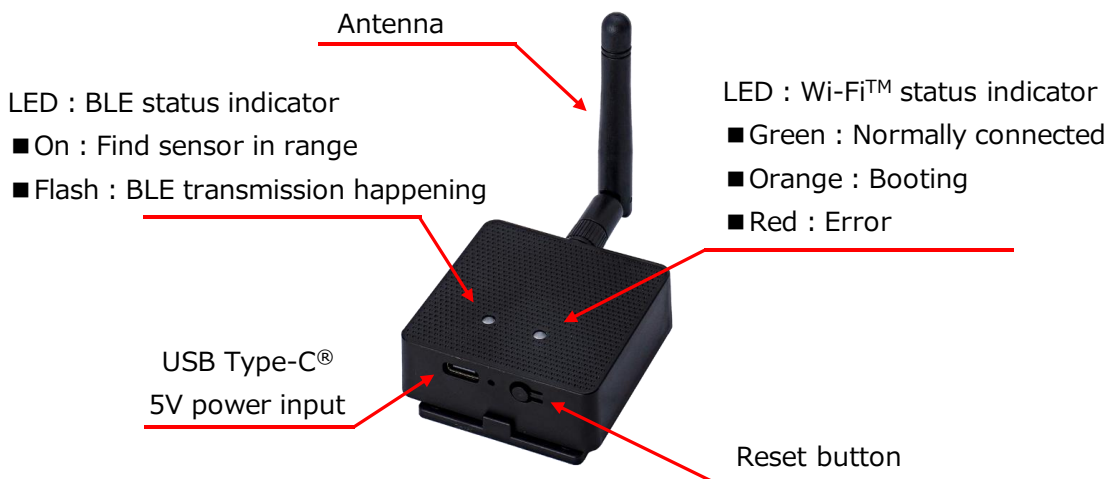 Antenna
LED : BLE status indicator
■On : Find sensor in range
■Flash : BLE transmission happening
LED : Wi-Fi™ status indicator
■Green : Normally connected
■Orange : Booting
■Red : Error
USB Type-C®
5V power input
Reset button